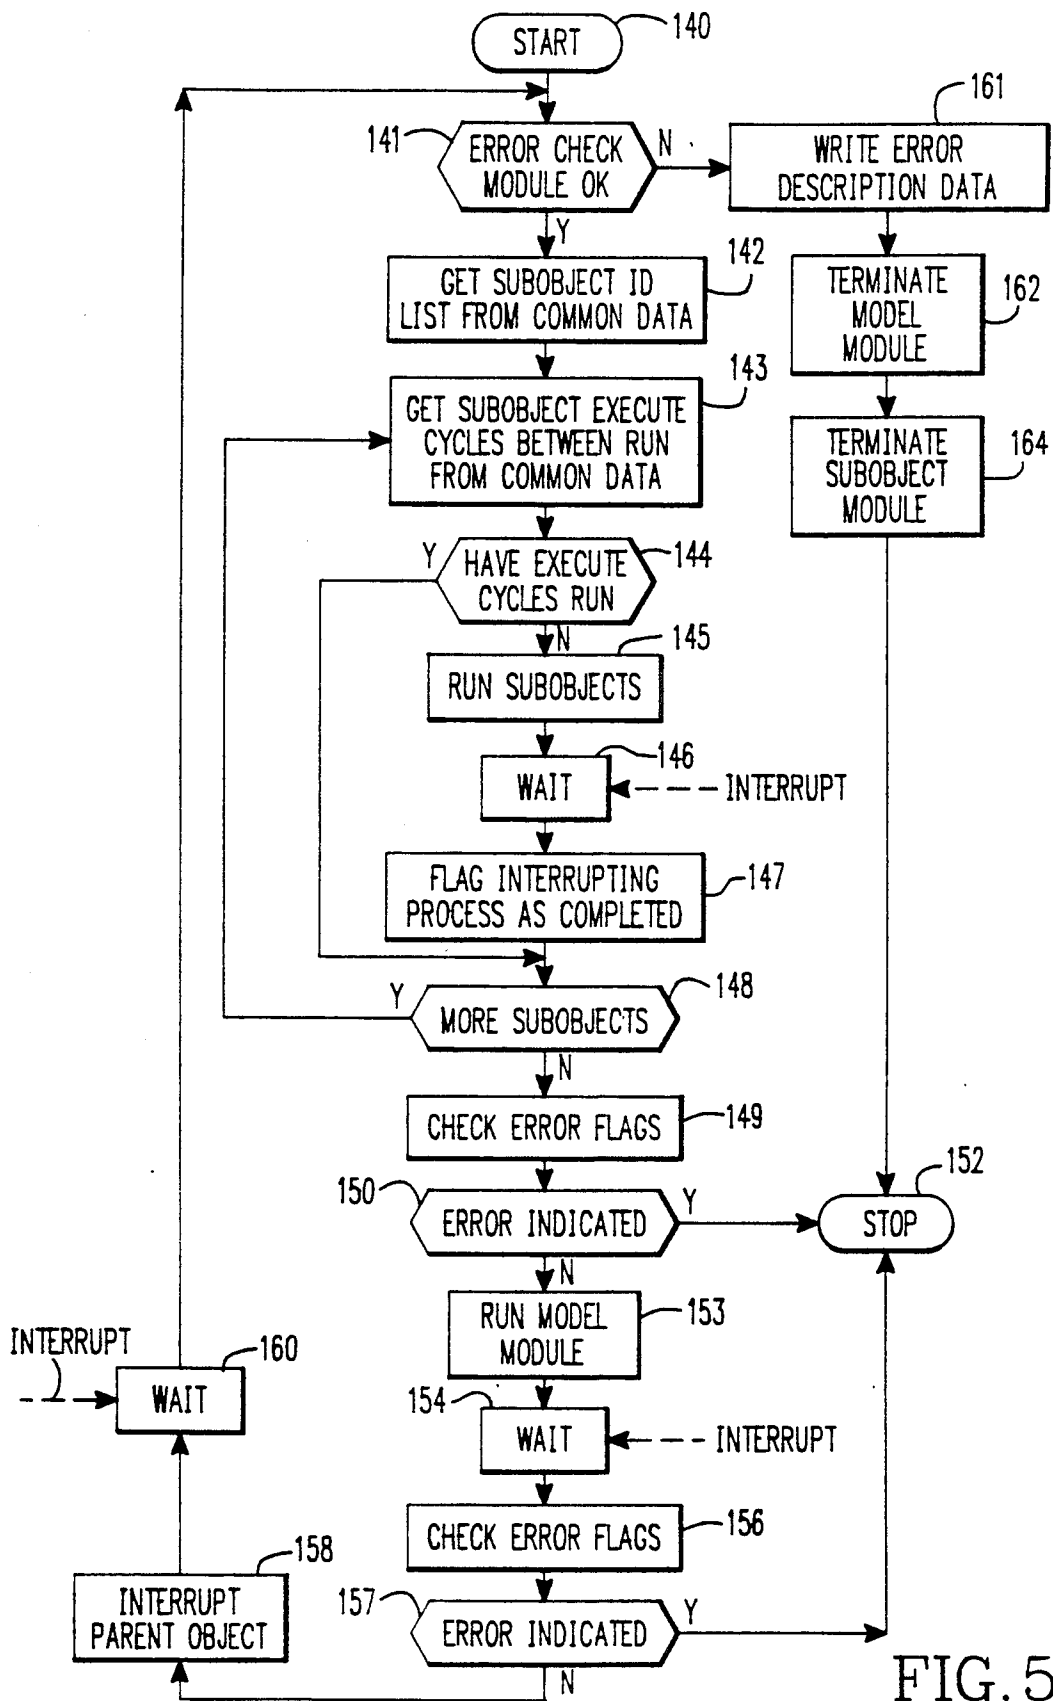 START
140
141
ERROR CHECK
MODULE OK
N
161
WRITE ERROR
DESCRIPTION DATA
Y
142
GET SUBOBJECT ID
LIST FROM COMMON DATA
TERMINATE
MODEL
MODULE
162
143
GET SUBOBJECT EXECUTE
CYCLES BETWEEN RUN
FROM COMMON DATA
TERMINATE
SUBOBJECT
MODULE
164
Y
HAVE EXECUTE
CYCLES RUN
144
N
145
RUN SUBOBJECTS
146
WAIT
INTERRUPT
FLAG INTERRUPTING
PROCESS AS COMPLETED
147
Y
MORE SUBOBJECTS
148
N
CHECK ERROR FLAGS
149
150
ERROR INDICATED
Y
152
STOP
N
RUN MODEL
MODULE
153
INTERRUPT
160
WAIT
154
WAIT
INTERRUPT
CHECK ERROR FLAGS
156
158
INTERRUPT
PARENT OBJECT
157
ERROR INDICATED
Y
N
FIG. 5